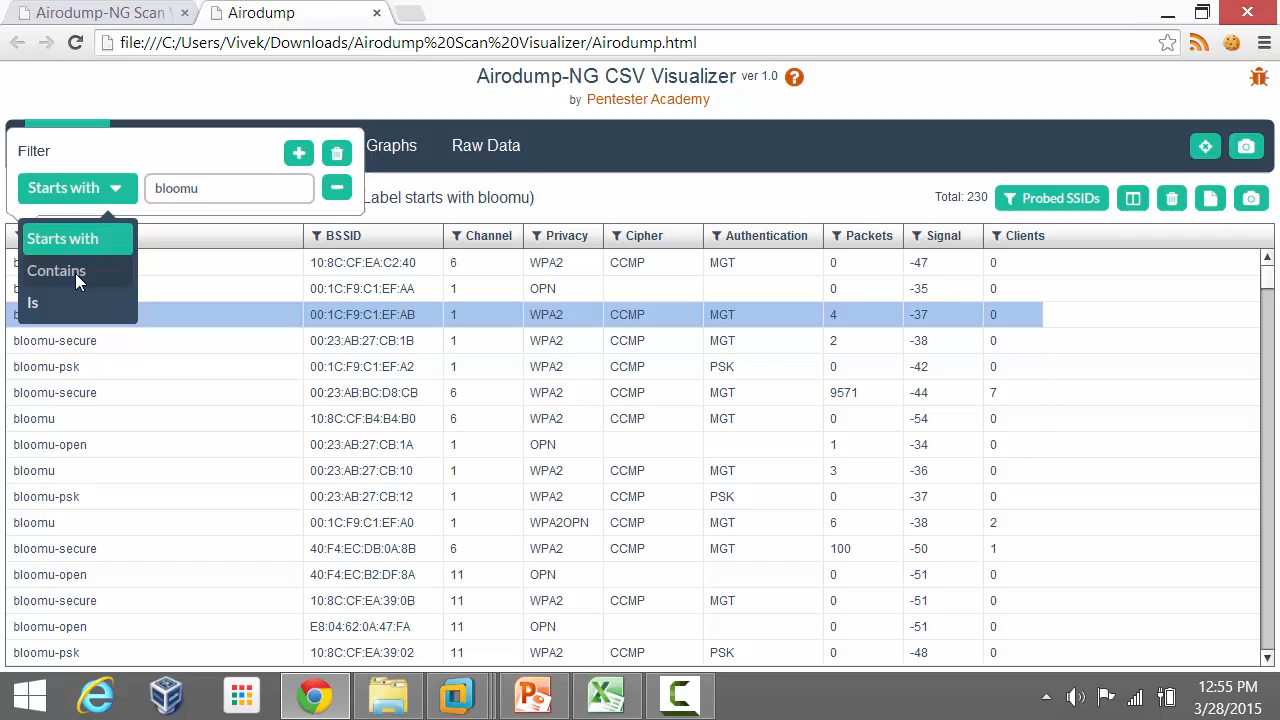 Airodump-NG Scan V
Airodump
file:///C:/Users/Vivek/Downloads/Airodump%20Scan%20Visualizer/Airodump.html
Airodump-NG CSV Visualizer ver 1.0 ?
by Pentester Academy
Filter
Graphs Raw Data
Starts with bloomu
Label starts with bloomu)
Total: 230 Probed SSIDs
Starts with
Contains
Is
BSSID Channel Privacy Cipher Authentication Packets Signal Clients
10:8C:CF:EA:C2:40 6 WPA2 CCMP MGT 0 -47 0
00:1C:F9:C1:EF:AA 1 OPN 0 -35 0
00:1C:F9:C1:EF:AB 1 WPA2 CCMP MGT 4 -37 0
bloomu-secure 00:23:AB:27:CB:1B 1 WPA2 CCMP MGT 2 -38 0
bloomu-psk 00:1C:F9:C1:EF:A2 1 WPA2 CCMP PSK 0 -42 0
bloomu-secure 00:23:AB:BC:D8:CB 6 WPA2 CCMP MGT 9571 -44 7
bloomu 10:8C:CF:B4:B4:B0 6 WPA2 CCMP MGT 0 -54 0
bloomu-open 00:23:AB:27:CB:1A 1 OPN 1 -34 0
bloomu 00:23:AB:27:CB:10 1 WPA2 CCMP MGT 3 -36 0
bloomu-psk 00:23:AB:27:CB:12 1 WPA2 CCMP PSK 0 -37 0
bloomu 00:1C:F9:C1:EF:A0 1 WPA2OPN CCMP MGT 6 -38 2
bloomu-secure 40:F4:EC:DB:0A:8B 6 WPA2 CCMP MGT 100 -50 1
bloomu-open 40:F4:EC:B2:DF:8A 11 OPN 0 -51 0
bloomu-secure 10:8C:CF:EA:39:0B 11 WPA2 CCMP MGT 0 -51 0
bloomu-open E8:04:62:0A:47:FA 11 OPN 0 -51 0
bloomu-psk 10:8C:CF:EA:39:02 11 WPA2 CCMP PSK 0 -48 0
12:55 PM
3/28/2015